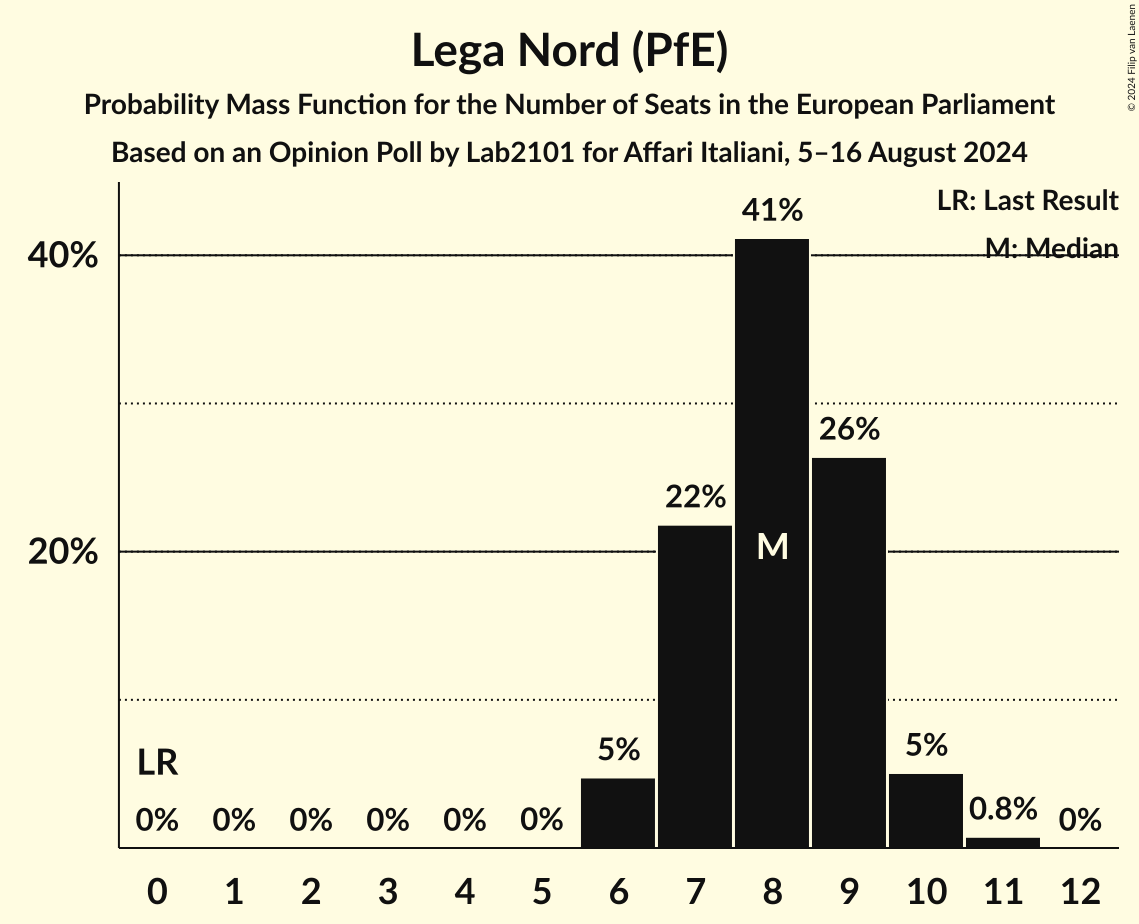 Lega Nord (PfE)
Probability Mass Function for the Number of Seats in the European Parliament
Based on an Opinion Poll by Lab2101 for Affari Italiani, 5–16 August 2024
© 2024 Filip van Laenen
LR: Last Result
M: Median
40%
20%
41%
26%
22%
M
5%
5%
0.8%
LR
0% 0% 0% 0% 0% 0% 0%
0 1 2 3 4 5 6 7 8 9 10 11 12